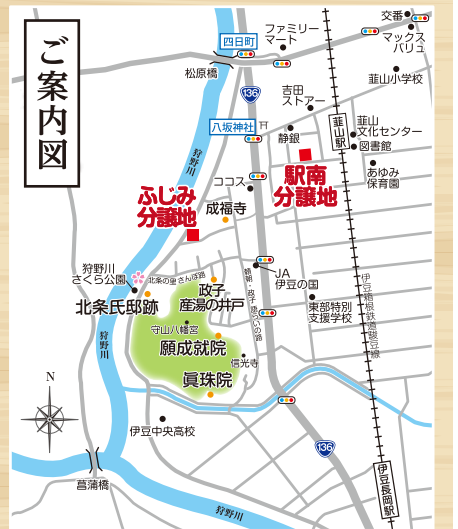 ご案内図
交番
ファミリー
マート
マックス
バリュ
四日町
松原橋
136
韮山小学校
吉田
ストアー
韮山
文化センター
図書館
韮山駅
静銀
八坂神社
狩野川
あゆみ
保育園
駅南
分譲地
ココス
ふじみ
分譲地
成福寺
狩野川
さくら公園
北条の里さんぽ路
政子
産湯の井戸
JA
伊豆の国
伊豆箱根鉄道駿豆線
北条氏邸跡
東部特別
支援学校
守山八幡宮
狩野川
願成就院
信光寺
眞珠院
N
伊豆中央高校
136
菖蒲橋
伊豆長岡駅
狩野川